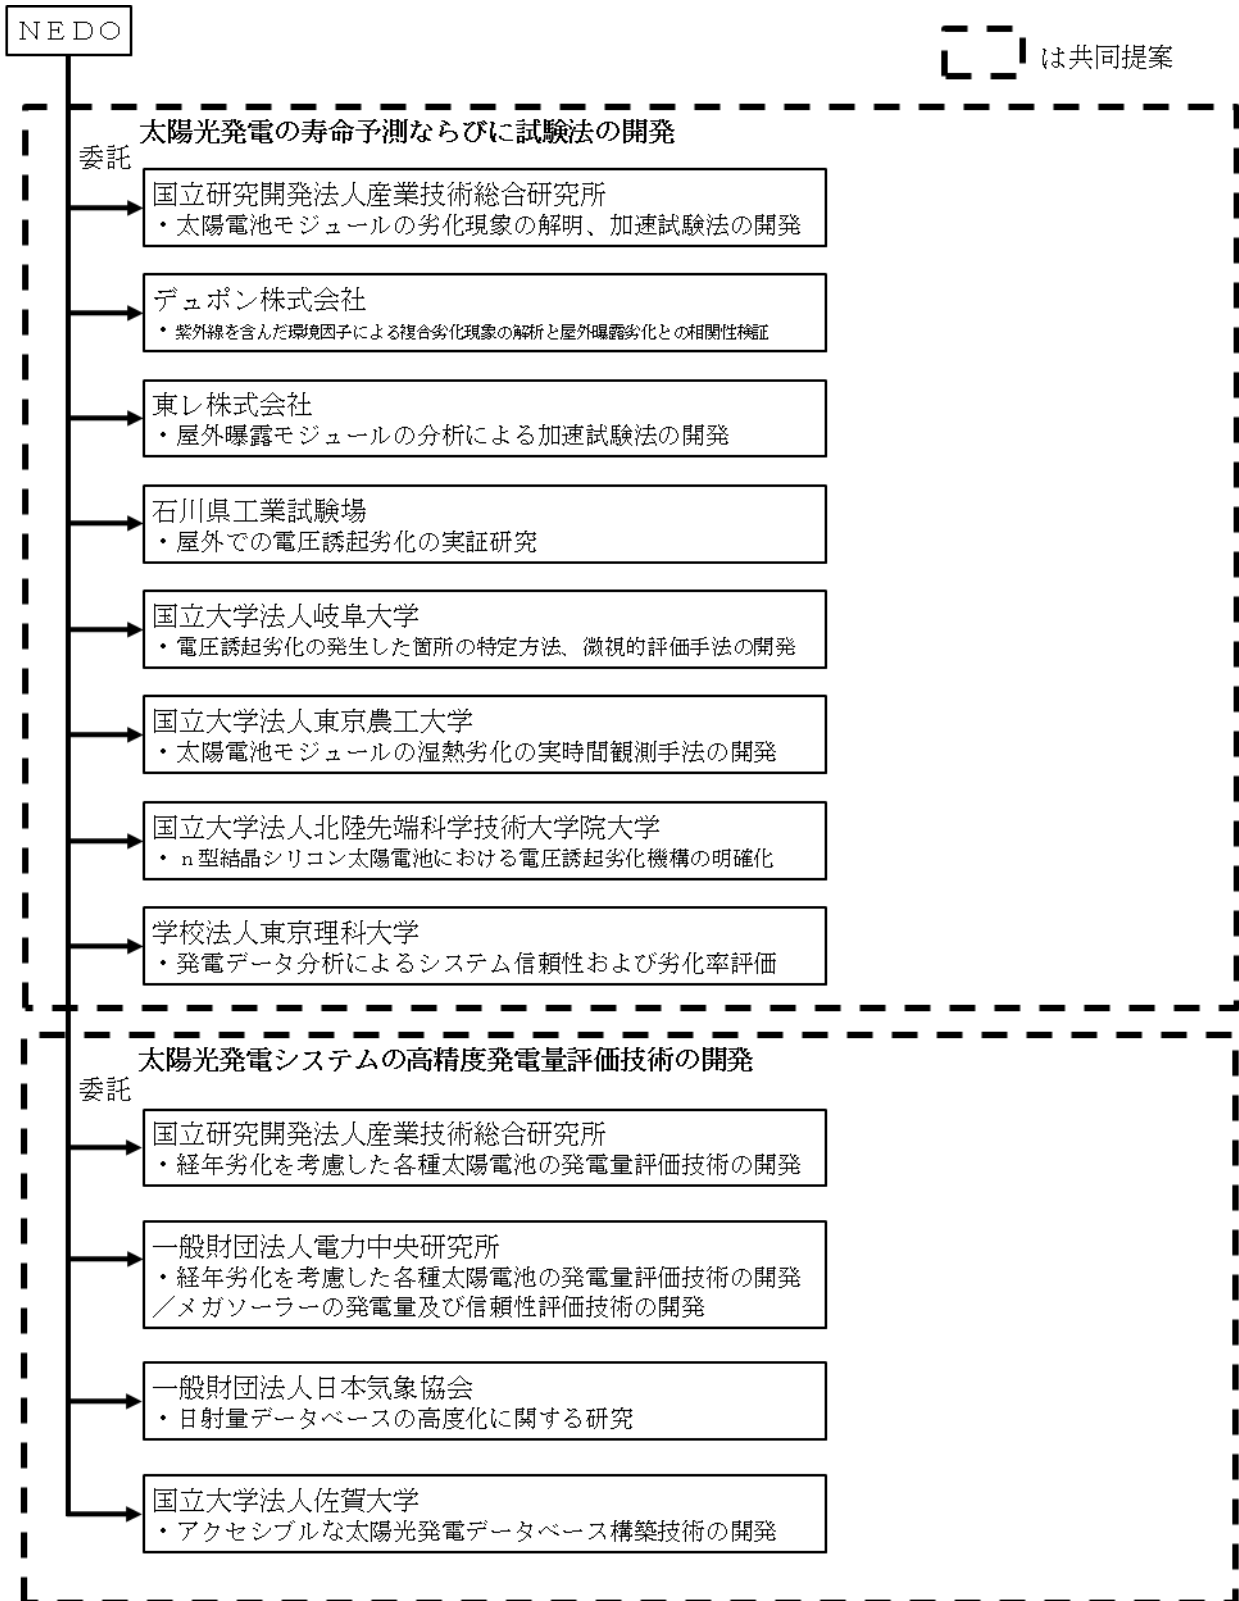 ＮＥＤＯ
は共同提案
太陽光発電の寿命予測ならびに試験法の開発
委託
国立研究開発法人産業技術総合研究所
・太陽電池モジュールの劣化現象の解明、加速試験法の開発
デュポン株式会社
・紫外線を含んだ環境因子による複合劣化現象の解析と屋外曝露劣化との相関性検証
東レ株式会社
・屋外曝露モジュールの分析による加速試験法の開発
石川県工業試験場
・屋外での電圧誘起劣化の実証研究
国立大学法人岐阜大学
・電圧誘起劣化の発生した箇所の特定方法、微視的評価手法の開発
国立大学法人東京農工大学
・太陽電池モジュールの湿熱劣化の実時間観測手法の開発
国立大学法人北陸先端科学技術大学院大学
・ｎ型結晶シリコン太陽電池における電圧誘起劣化機構の明確化
学校法人東京理科大学
・発電データ分析によるシステム信頼性および劣化率評価
太陽光発電システムの高精度発電量評価技術の開発
委託
国立研究開発法人産業技術総合研究所
・経年劣化を考慮した各種太陽電池の発電量評価技術の開発
一般財団法人電力中央研究所
・経年劣化を考慮した各種太陽電池の発電量評価技術の開発
／メガソーラーの発電量及び信頼性評価技術の開発
一般財団法人日本気象協会
・日射量データベースの高度化に関する研究
国立大学法人佐賀大学
・アクセシブルな太陽光発電データベース構築技術の開発